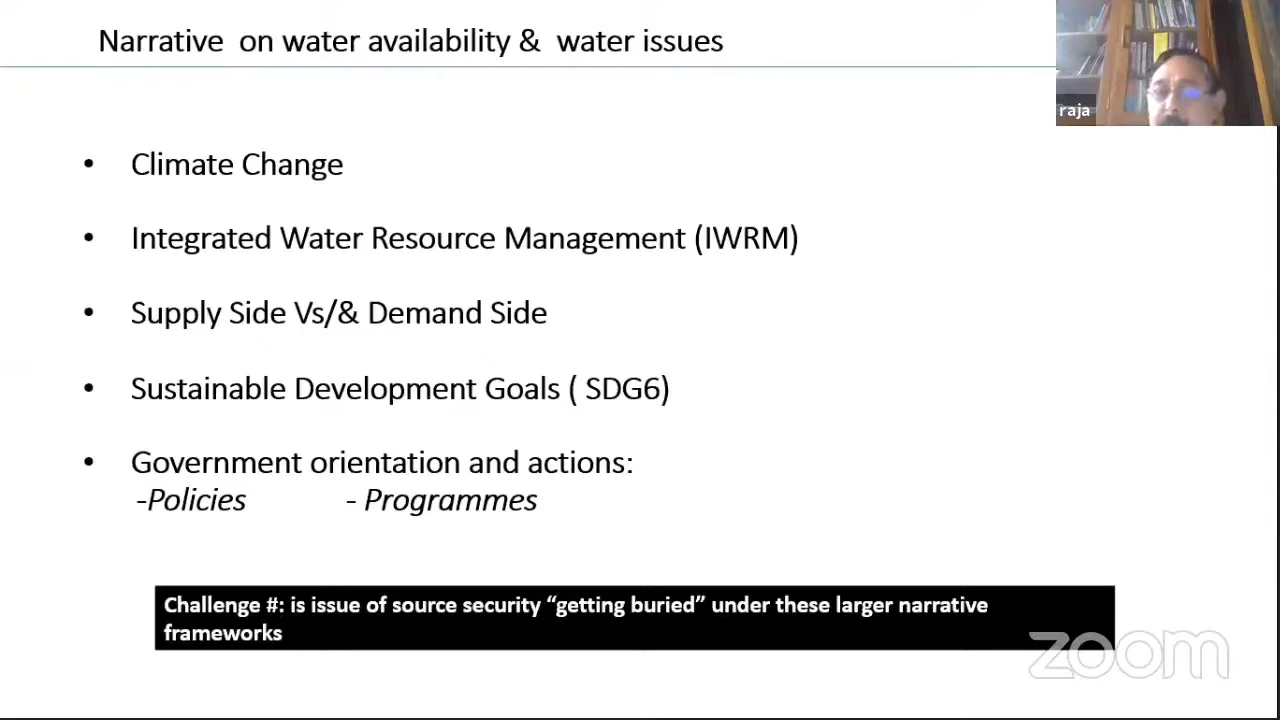 Narrative on water availability & water issues
raja
• Climate Change
• Integrated Water Resource Management (IWRM)
• Supply Side Vs/& Demand Side
• Sustainable Development Goals ( SDG6)
• Government orientation and actions:
-Policies - Programmes
Challenge #: is issue of source security “getting buried” under these larger narrative
frameworks
zoom